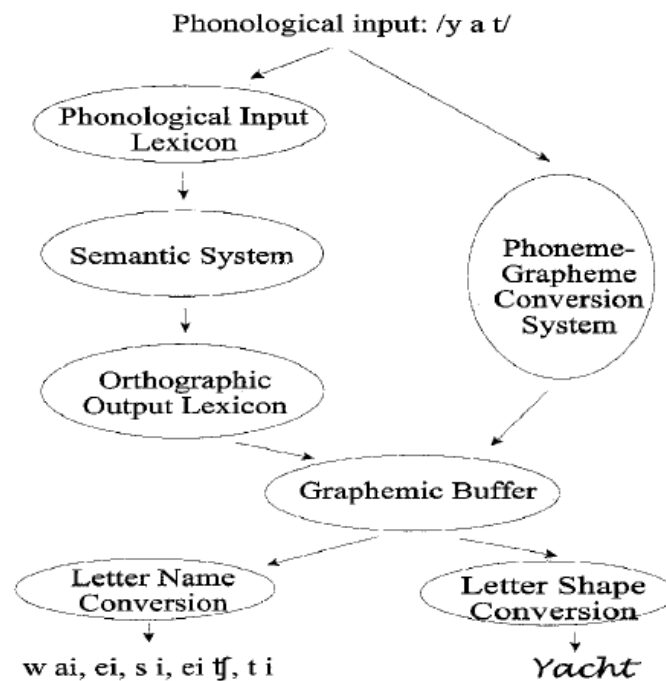 Phonological input: /y a t/
Phonological Input
Lexicon
Semantic System
Orthographic
Output Lexicon
Phoneme-
Grapheme
Conversion
System
Graphemic Buffer
Letter Name
Conversion
w ai, ei, s i, ei tʃ, t i
Letter Shape
Conversion
Yacht